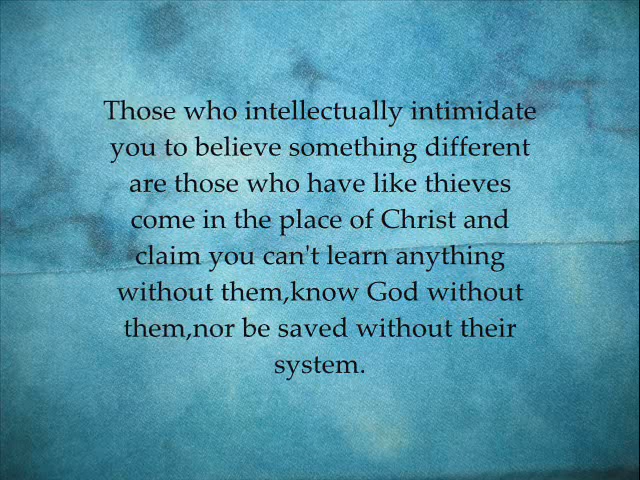 Those who intellectually intimidate
you to believe something different
are those who have like thieves
come in the place of Christ and
claim you can't learn anything
without them,know God without
them,nor be saved without their
system.